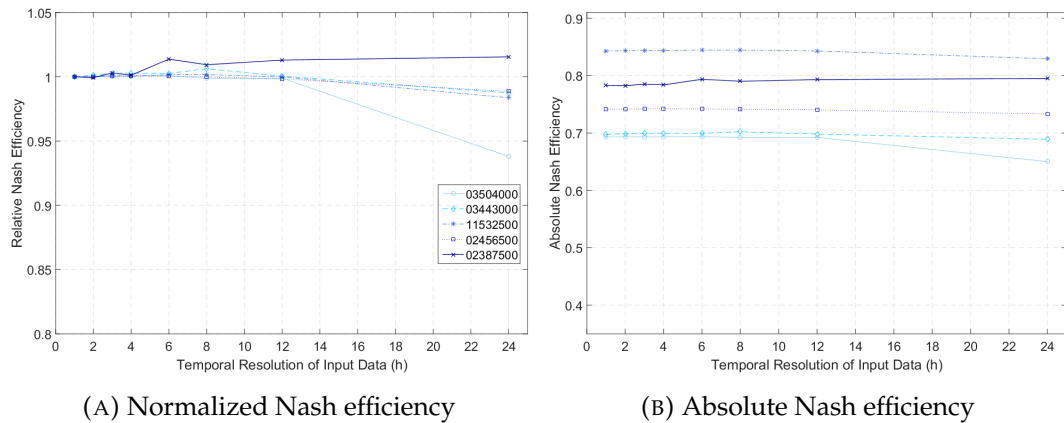 1.05
1
0.95
0.9
0.85
0.8
Relative Nash Efficiency
0 2 4 6 8 10 12 14 16 18 20 22 24
Temporal Resolution of Input Data (h)
03504000
03443000
11532500
02456500
02387500
(A) Normalized Nash efficiency
0.9
0.8
0.7
0.6
0.5
0.4
Absolute Nash Efficiency
0 2 4 6 8 10 12 14 16 18 20 22 24
Temporal Resolution of Input Data (h)
(B) Absolute Nash efficiency